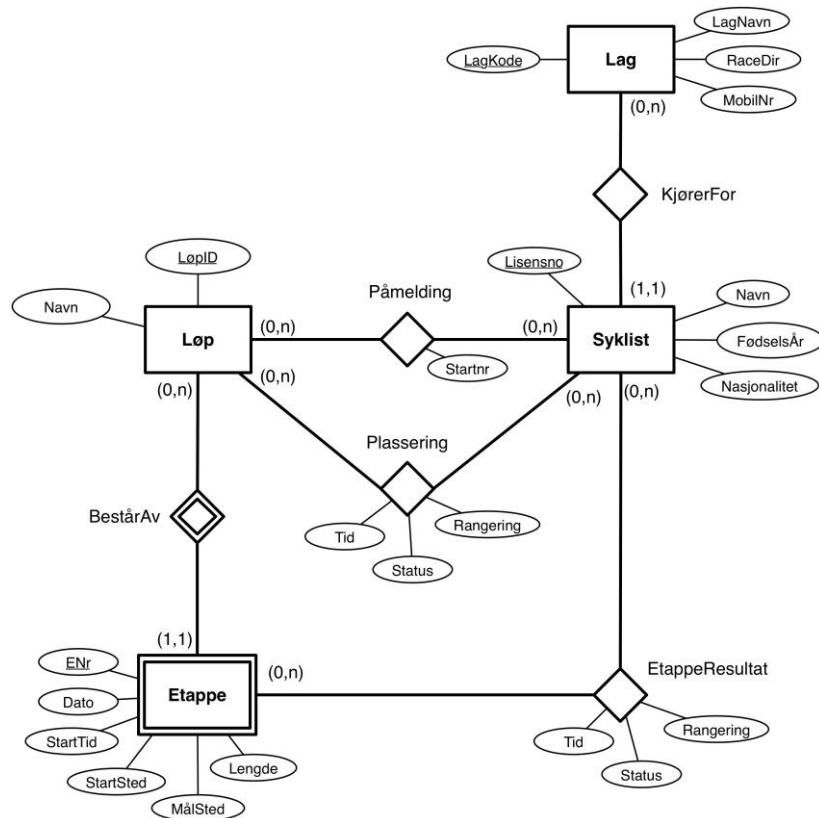 LagNavn
LagKode
Lag
RaceDir
MobilNr
(0,n)
KjørerFor
LøpID
Lisensno
(1,1)
Navn
Påmelding
Navn
Løp
(0,n)
(0,n)
Syklist
FødselsÅr
Startnr
Nasjonalitet
(0,n)
(0,n)
(0,n)
(0,n)
Plassering
BestårAv
Tid
Rangering
Status
(1,1)
ENr
(0,n)
EtappeResultat
Dato
Etappe
StartTid
Tid
Rangering
StartSted
Lengde
Status
MålSted